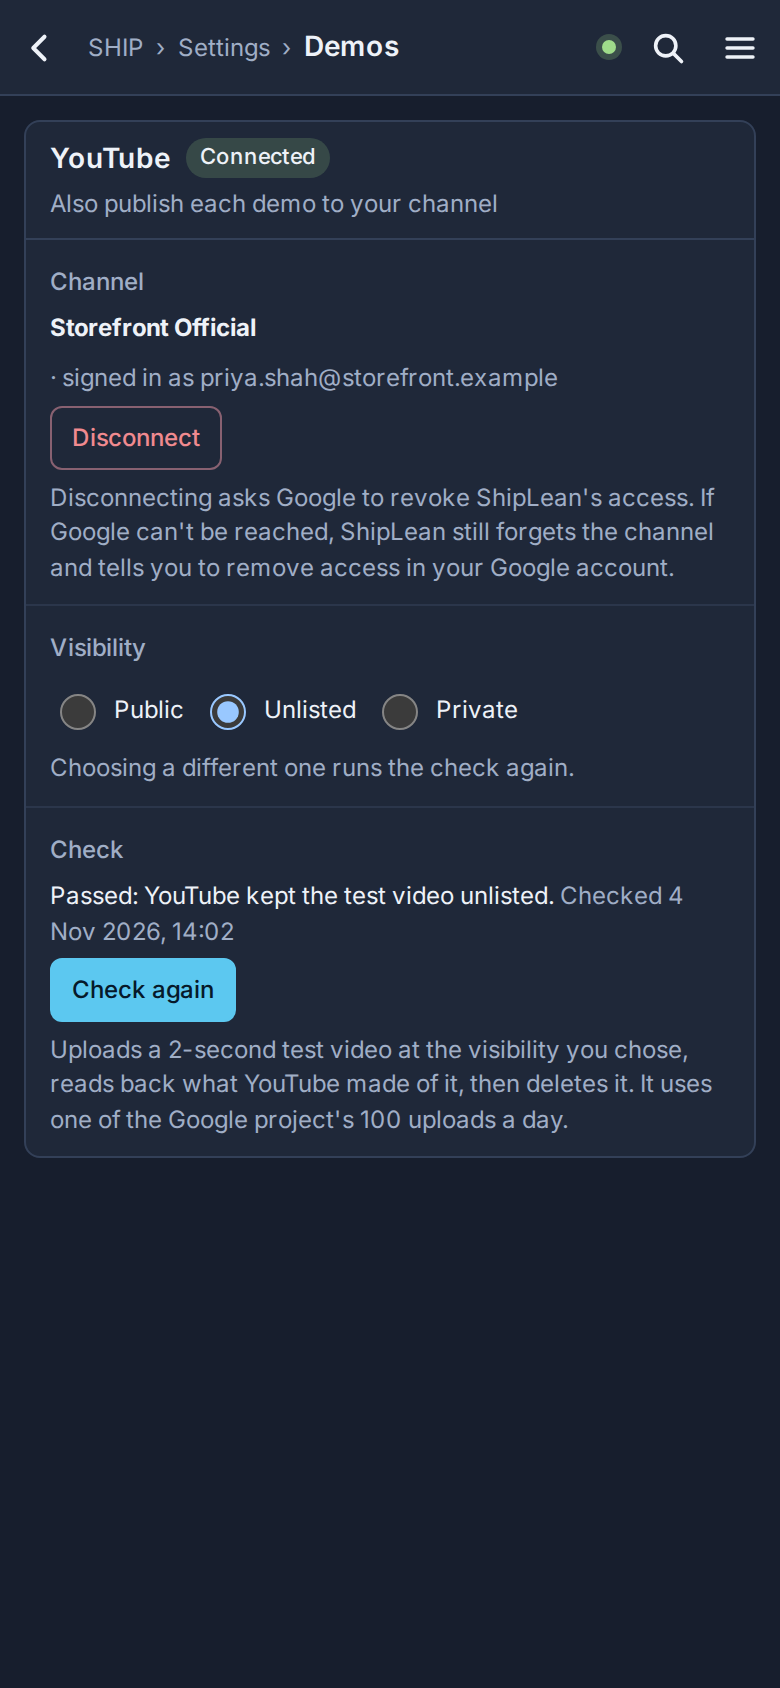 SHIP › Settings › Demos
YouTube Connected
Also publish each demo to your channel
Channel
Storefront Official
· signed in as priya.shah@storefront.example
Disconnect
Disconnecting asks Google to revoke ShipLean's access. If
Google can't be reached, ShipLean still forgets the channel
and tells you to remove access in your Google account.
Visibility
Public Unlisted Private
Choosing a different one runs the check again.
Check
Passed: YouTube kept the test video unlisted. Checked 4
Nov 2026, 14:02
Check again
Uploads a 2-second test video at the visibility you chose,
reads back what YouTube made of it, then deletes it. It uses
one of the Google project's 100 uploads a day.